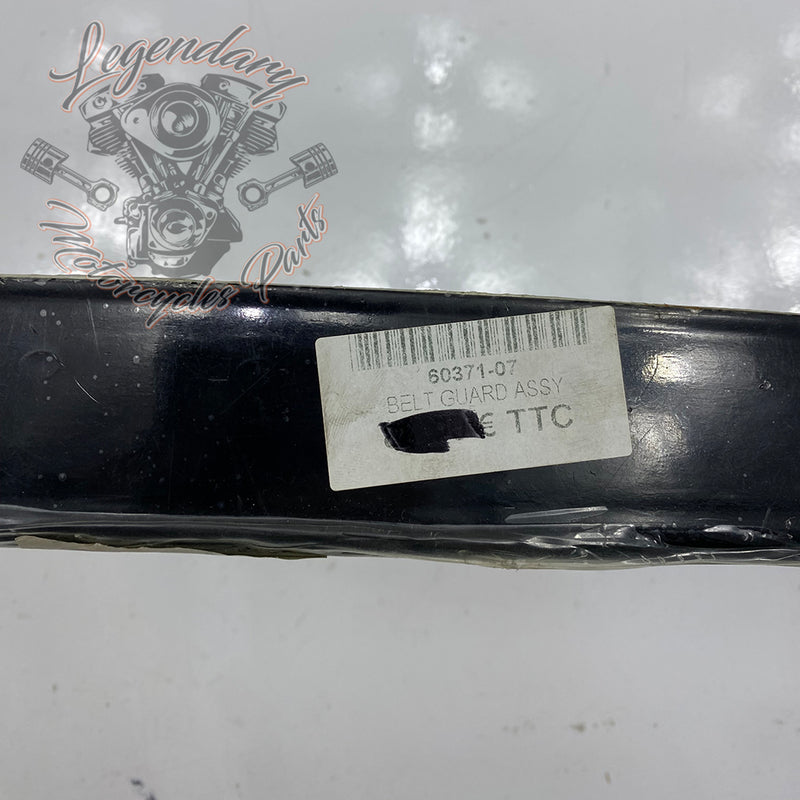 Legendary
Motorcycles Parts
60371-07
BELT GUARD ASSY
€ TTC